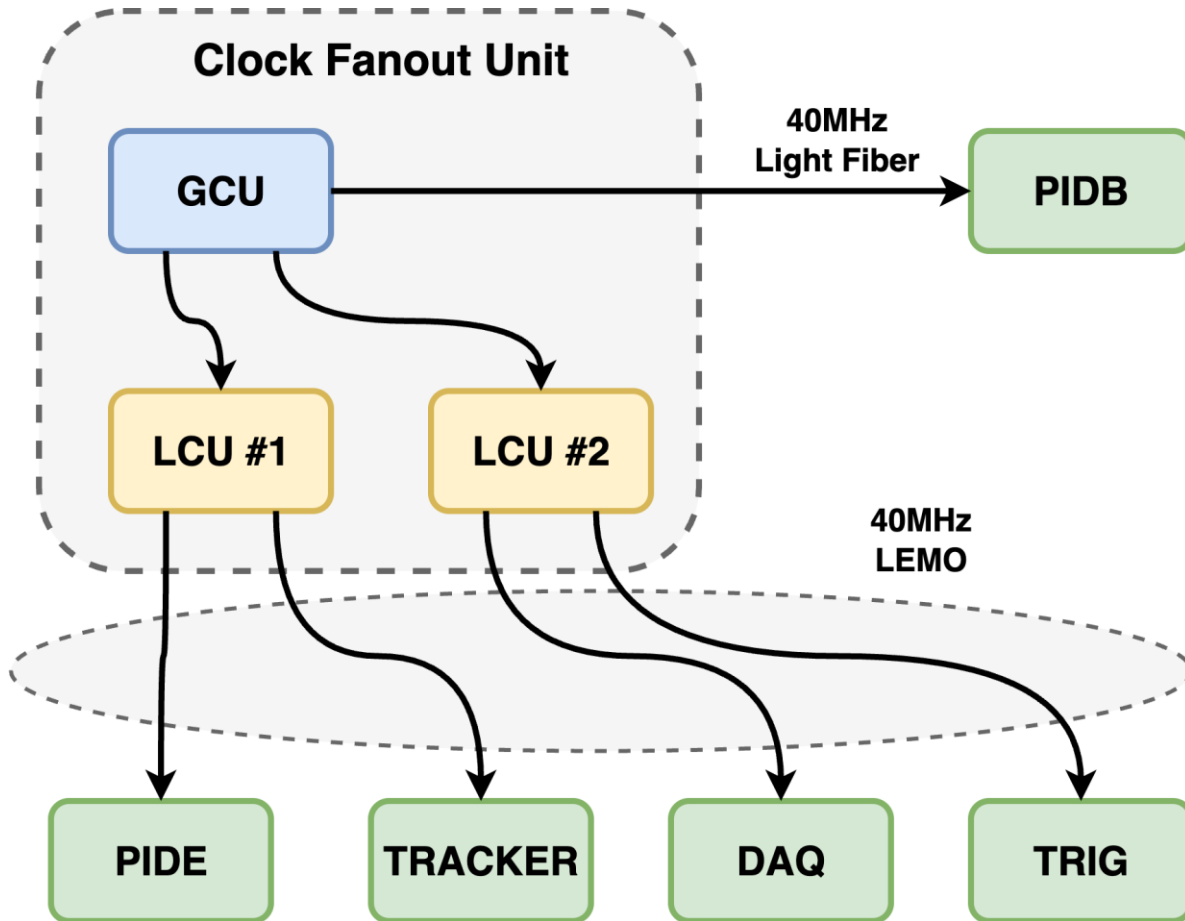 Clock Fanout Unit
40MHz
Light Fiber
GCU
PIDB
LCU #1
LCU #2
40MHz
LEMO
PIDE
TRACKER
DAQ
TRIG